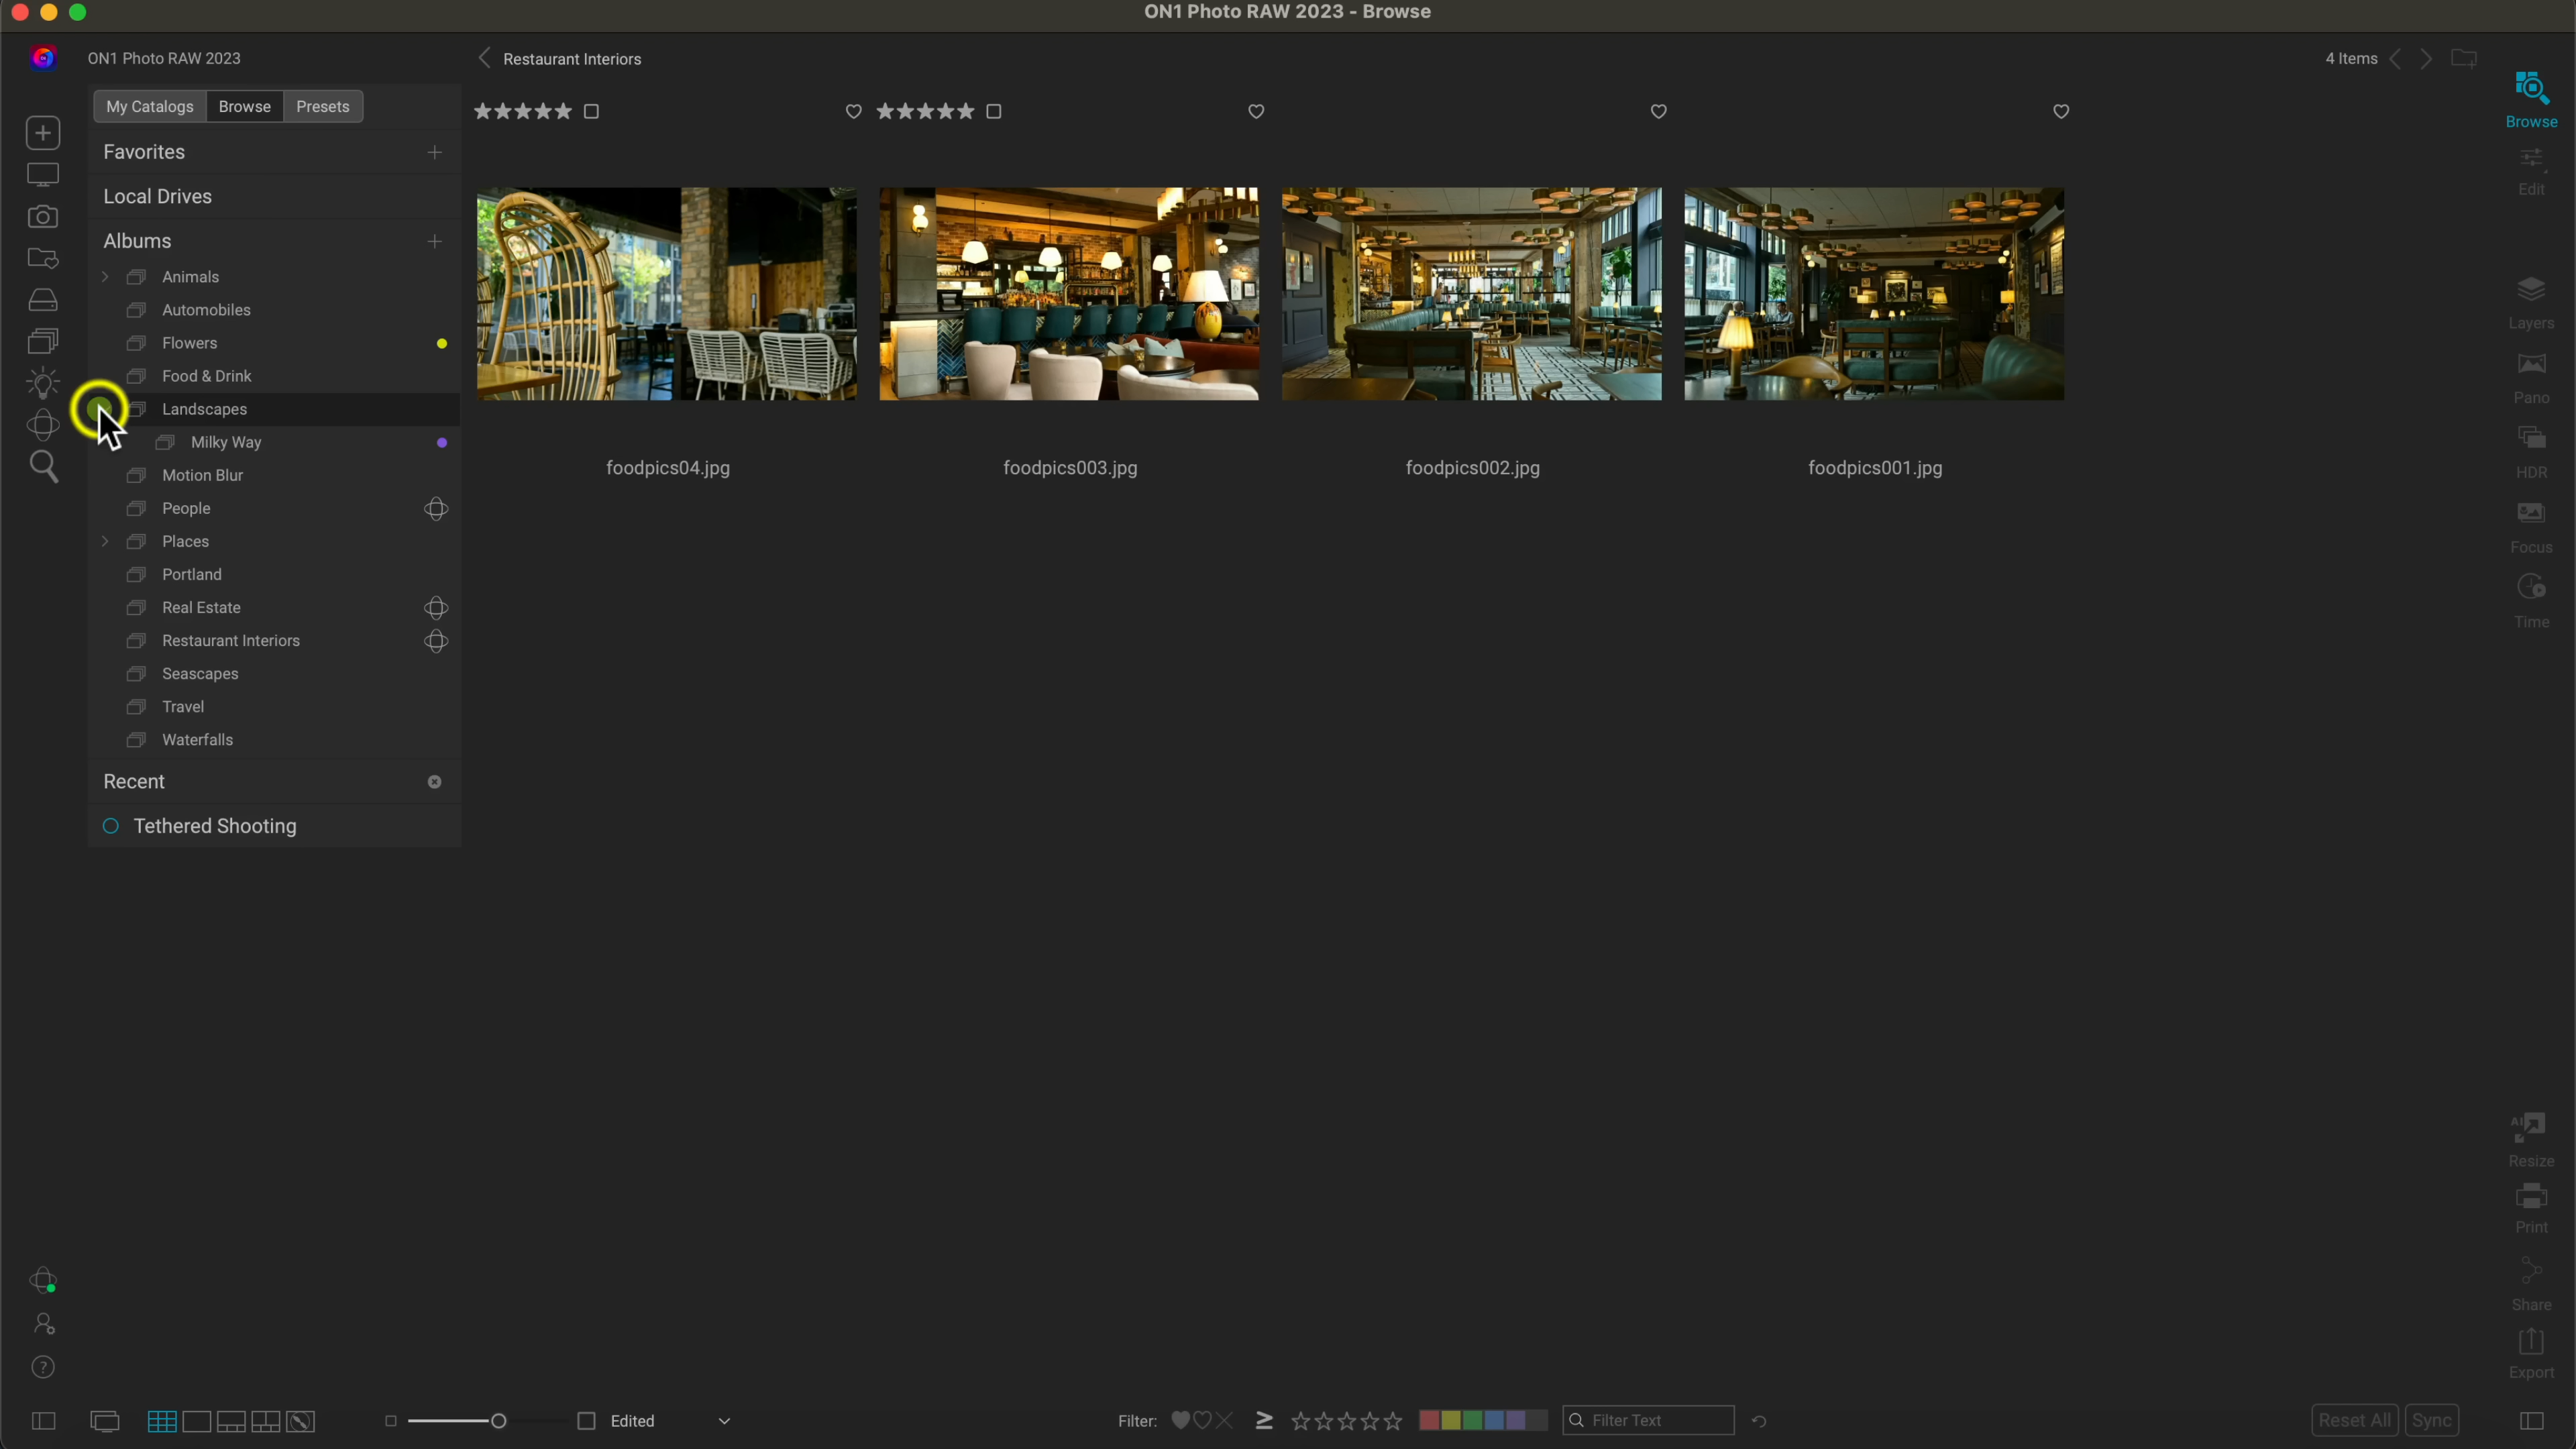 ON1 Photo RAW 2023 - Browse
ON1 Photo RAW 2023
Restaurant Interiors
4 Items
My Catalogs Browse Presets
Favorites
Local Drives
Albums
Animals
Automobiles
Flowers
Food & Drink
Landscapes
Milky Way
Motion Blur
People
Places
Portland
Real Estate
Restaurant Interiors
Seascapes
Travel
Waterfalls
Recent
Tethered Shooting
foodpics04.jpg
foodpics003.jpg
foodpics002.jpg
foodpics001.jpg
Browse
Edit
Layers
Pano
HDR
Focus
Time
AI
Resize
Print
Share
Export
Edited
Filter:
Filter Text
Reset All
Sync